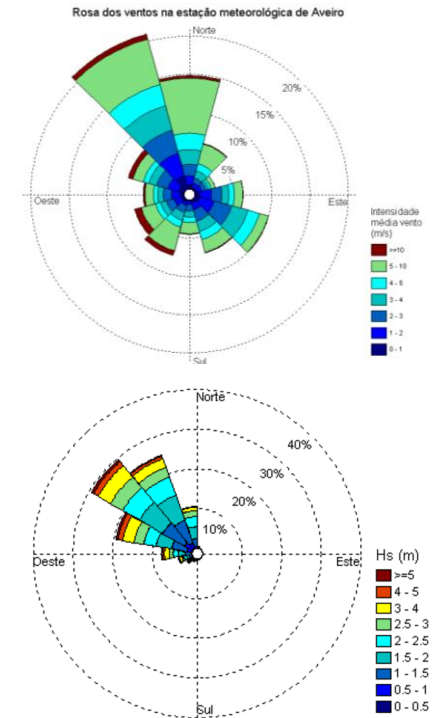 Rosa dos ventos na estação meteorológica de Aveiro
Norte
20%
15%
10%
5%
Oeste
Este
Sul
Intensidade
média vento
(m/s)
>=10
5 - 10
4 - 5
3 - 4
2 - 3
1 - 2
0 - 1
Norte
40%
30%
20%
10%
Oeste
Este
Sul
Hs (m)
>=5
4 - 5
3 - 4
2.5 - 3
2 - 2.5
1.5 - 2
1 - 1.5
0.5 - 1
0 - 0.5